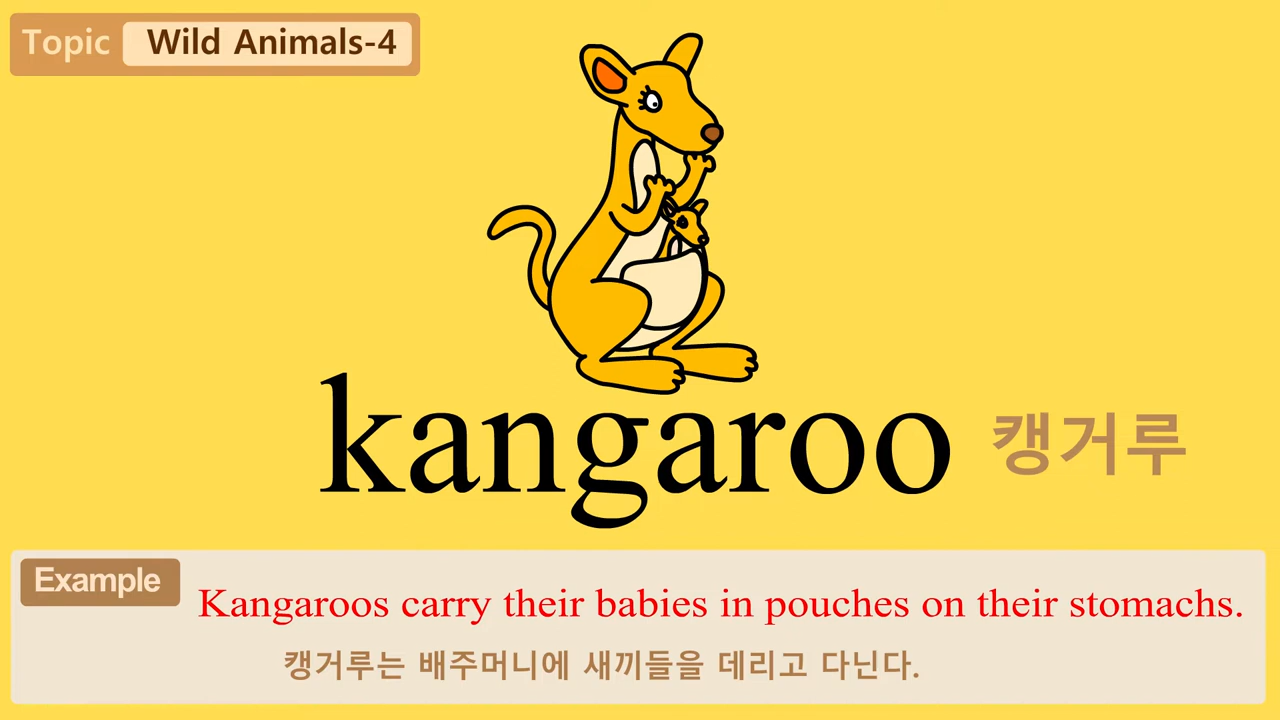 Topic Wild Animals-4
kangaroo 캥거루
Example
Kangaroos carry their babies in pouches on their stomachs.
캥거루는 배주머니에 새끼들을 데리고 다닌다.